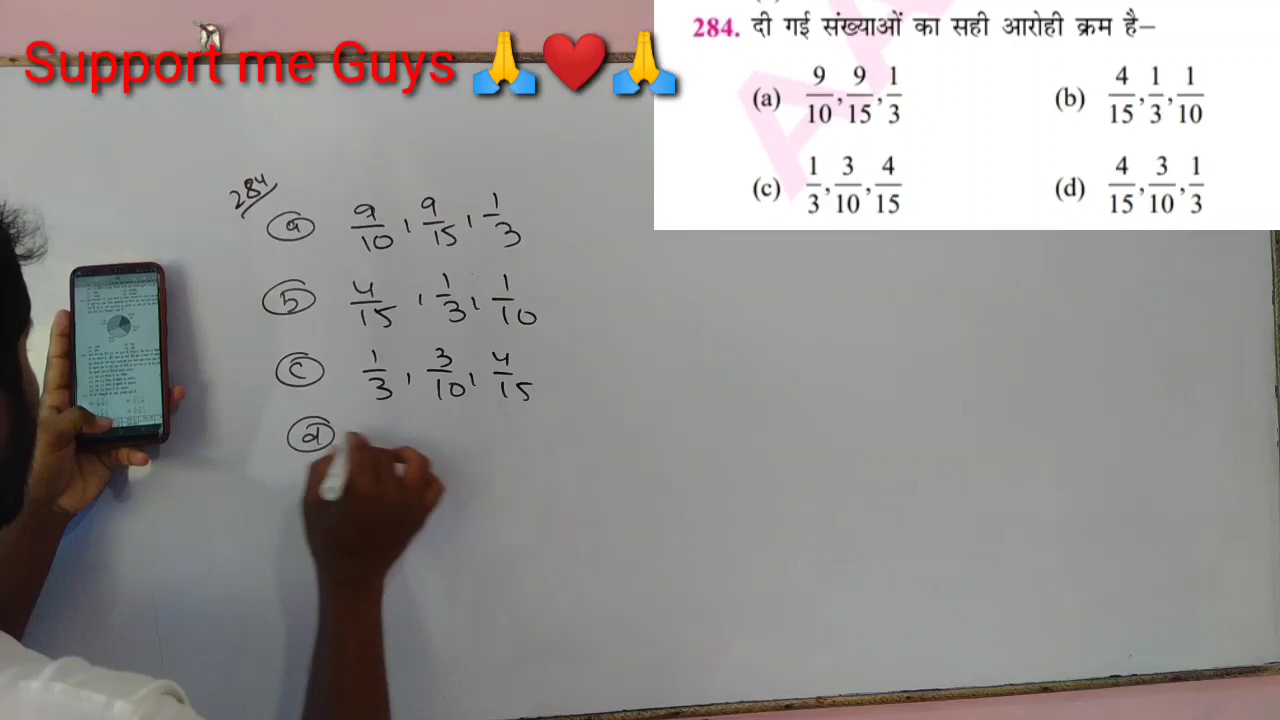 Support me Guys 🙏❤️🙏
284. दी गई संख्याओं का सही आरोही क्रम है–
(a) 9/10, 9/15, 1/3 (b) 4/15, 1/3, 1/10
(c) 1/3, 3/10, 4/15 (d) 4/15, 3/10, 1/3
284
(a) 9/10, 9/15, 1/3
(b) 4/15, 1/3, 1/10
(c) 1/3, 3/10, 4/15
(d)